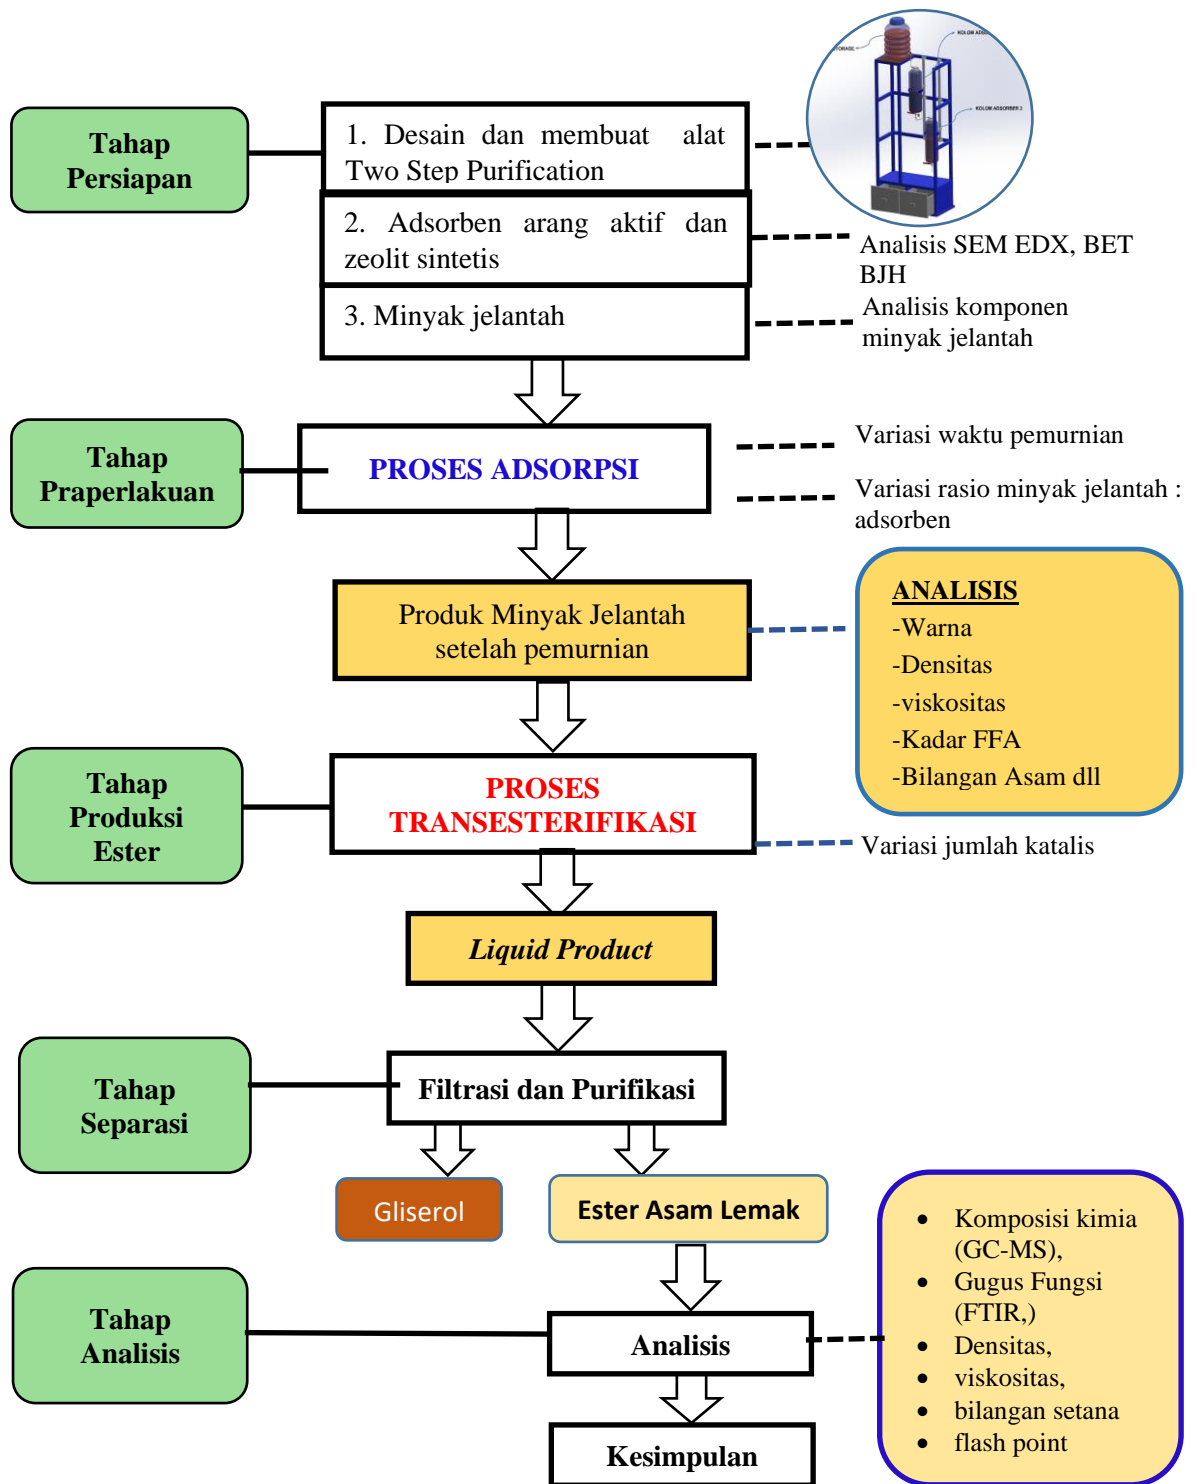 STORAGE
KOLOM ADSORBER 2
Tahap
Persiapan
1. Desain dan membuat alat
Two Step Purification
2. Adsorben arang aktif dan
zeolit sintetis
3. Minyak jelantah
Analisis SEM EDX, BET
BJH
Analisis komponen
minyak jelantah
Tahap
Praperlakuan
PROSES ADSORPSI
Variasi waktu pemurnian
Variasi rasio minyak jelantah :
adsorben
Produk Minyak Jelantah
setelah pemurnian
ANALISIS
-Warna
-Densitas
-viskositas
-Kadar FFA
-Bilangan Asam dll
Tahap
Produksi
Ester
PROSES
TRANSESTERIFIKASI
Variasi jumlah katalis
Liquid Product
Tahap
Separasi
Filtrasi dan Purifikasi
Gliserol
Ester Asam Lemak
Tahap
Analisis
Analisis
• Komposisi kimia
(GC-MS),
• Gugus Fungsi
(FTIR,)
• Densitas,
• viskositas,
• bilangan setana
• flash point
Kesimpulan